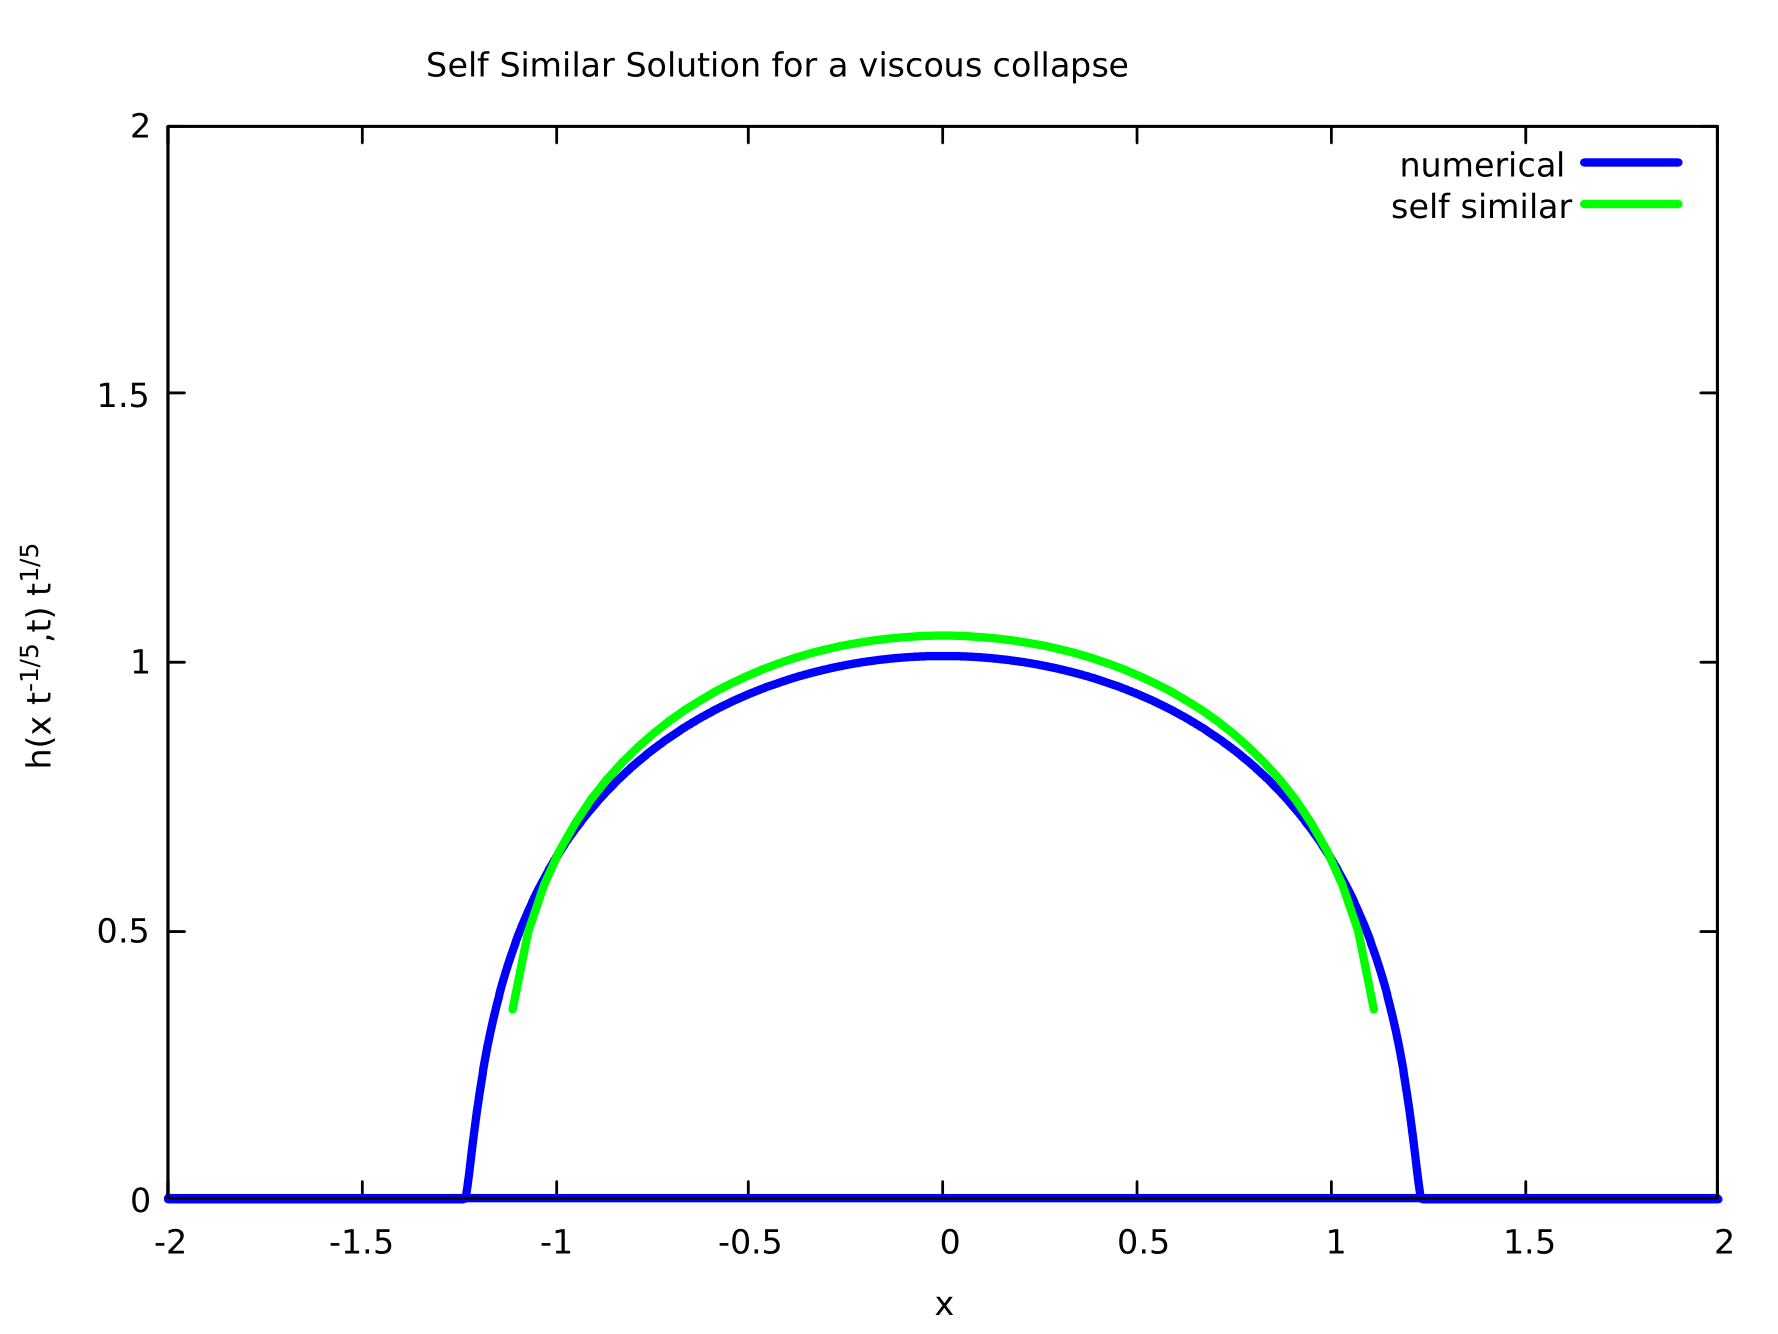 Self Similar Solution for a viscous collapse
numerical
self similar
2
1.5
1
0.5
0
h(x t-1/5,t) t1/5
-2 -1.5 -1 -0.5 0 0.5 1 1.5 2
x